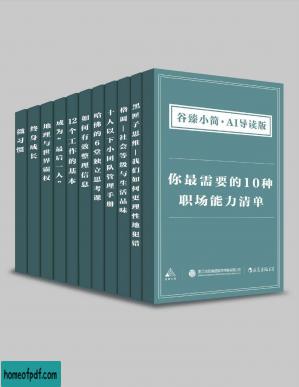 谷臻小简·AI导读版
你最需要的10种
职场能力清单
黑匣子思维—我们如何更理性地犯错
格调—社会等级与生活品味
十人以下小团队管理手册
哈佛的6堂独立思考课
如何有效整理信息
12个工作的基本
成为“最后一人”
地理与世界霸权
终身成长
微习惯
homeofpdf.com